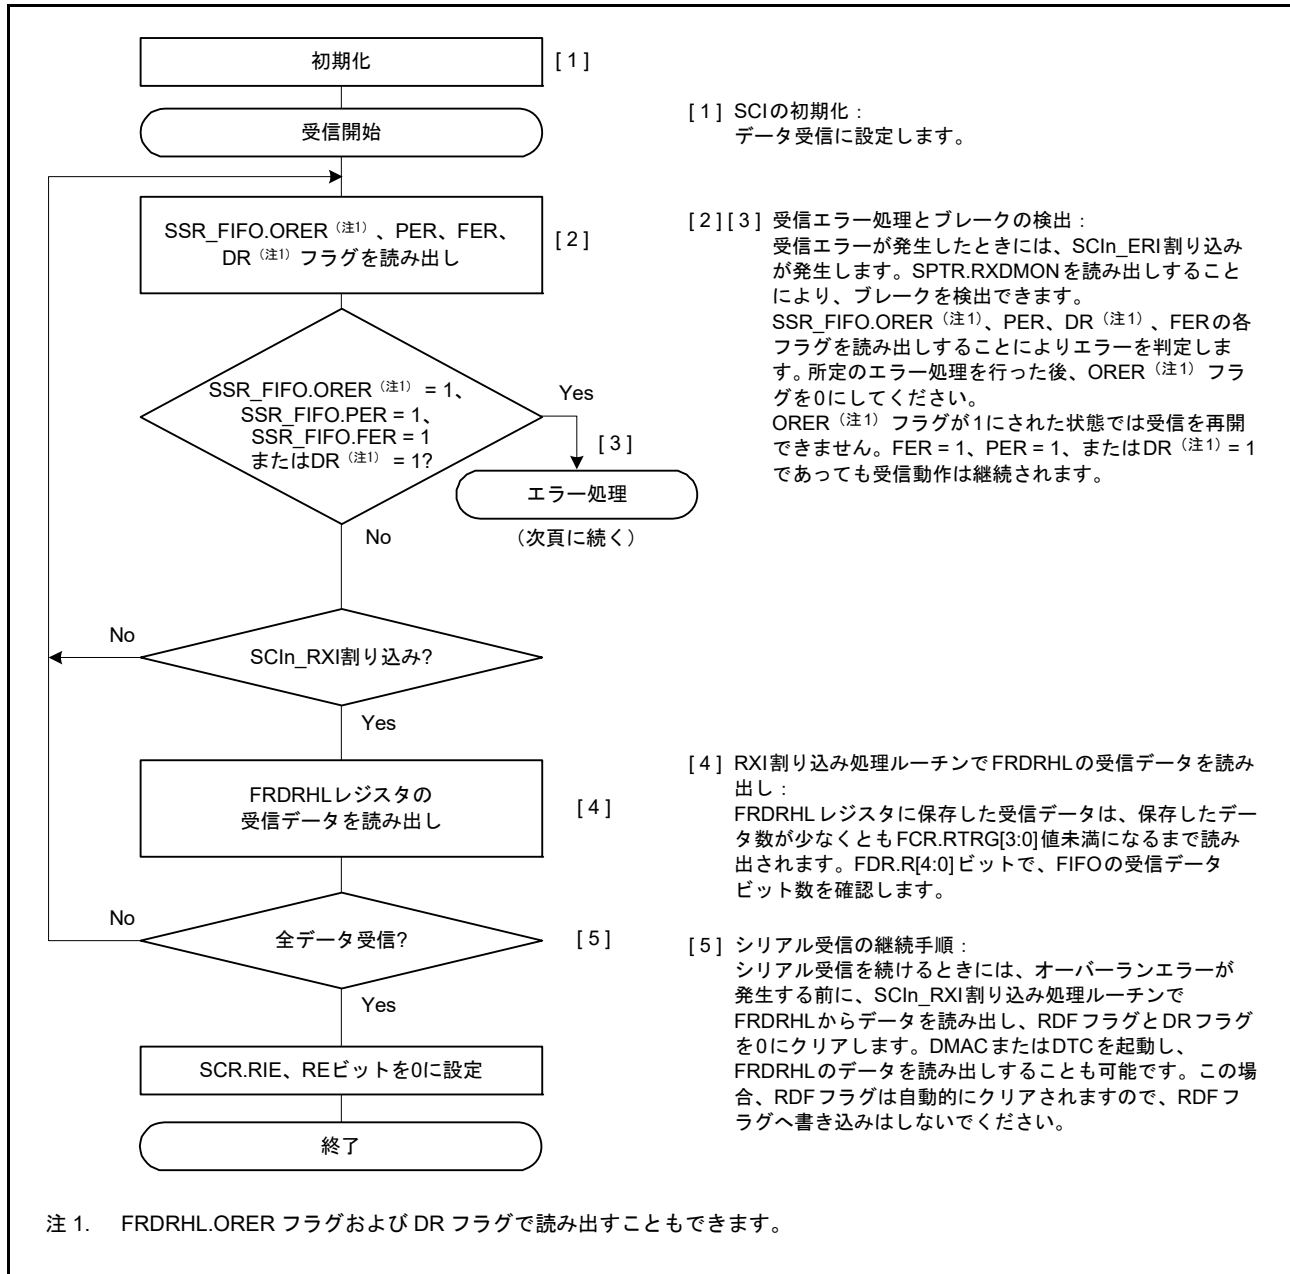 初期化
[ 1 ]
受信開始
SSR_FIFO.ORER（注1）、PER、FER、
DR（注1）フラグを読み出し
[ 2 ]
SSR_FIFO.ORER（注1）= 1、
SSR_FIFO.PER = 1、
SSR_FIFO.FER = 1
またはDR（注1）= 1?
Yes
[ 3 ]
エラー処理
（次頁に続く）
No
SCIn_RXI割り込み?
No
Yes
FRDRHLレジスタの
受信データを読み出し
[ 4 ]
全データ受信?
No
[ 5 ]
Yes
SCR.RIE、REビットを0に設定
終了
[ 1 ] SCIの初期化：
データ受信に設定します。
[ 2 ] [ 3 ] 受信エラー処理とブレークの検出：
受信エラーが発生したときには、SCIn_ERI割り込み
が発生します。SPTR.RXDMONを読み出しすること
により、ブレークを検出できます。
SSR_FIFO.ORER（注1）、PER、DR（注1）、FERの各
フラグを読み出しすることによりエラーを判定しま
す。所定のエラー処理を行った後、ORER（注1）フラ
グを0にしてください。
ORER（注1）フラグが1にされた状態では受信を再開
できません。FER = 1、PER = 1、またはDR（注1）= 1
であっても受信動作は継続されます。
[ 4 ] RXI割り込み処理ルーチンでFRDRHLの受信データを読み
出し：
FRDRHLレジスタに保存した受信データは、保存したデー
タ数が少なくともFCR.RTRG[3:0]値未満になるまで読み
出されます。FDR.R[4:0]ビットで、FIFOの受信データ
ビット数を確認します。
[ 5 ] シリアル受信の継続手順：
シリアル受信を続けるときには、オーバーランエラーが
発生する前に、SCIn_RXI割り込み処理ルーチンで
FRDRHLからデータを読み出し、RDFフラグとDRフラグ
を0にクリアします。DMACまたはDTCを起動し、
FRDRHLのデータを読み出しすることも可能です。この場
合、RDFフラグは自動的にクリアされますので、RDFフ
ラグへ書き込みはしないでください。
注 1. FRDRHL.ORER フラグおよび DR フラグで読み出すこともできます。